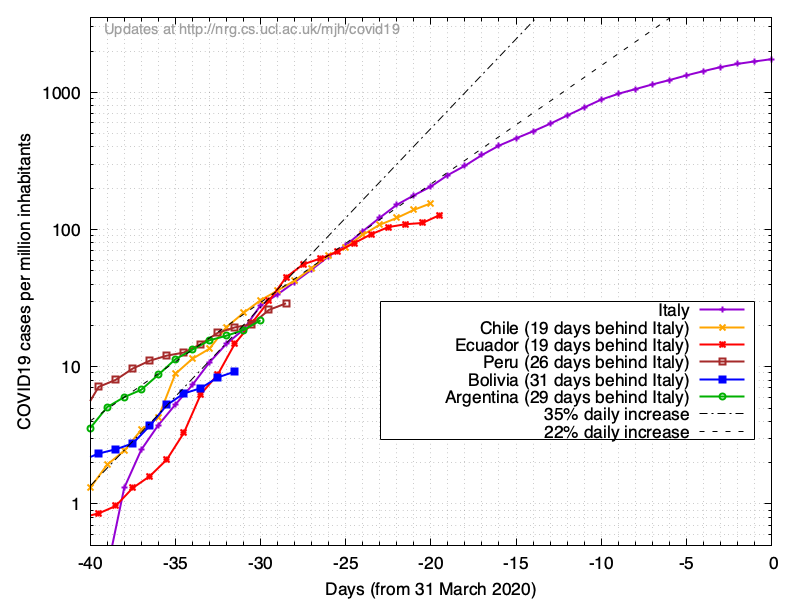 Updates at http://nrg.cs.ucl.ac.uk/mjh/covid19
COVID19 cases per million inhabitants
1000
100
10
1
Italy
Chile (19 days behind Italy)
Ecuador (19 days behind Italy)
Peru (26 days behind Italy)
Bolivia (31 days behind Italy)
Argentina (29 days behind Italy)
35% daily increase
22% daily increase
-40 -35 -30 -25 -20 -15 -10 -5 0
Days (from 31 March 2020)